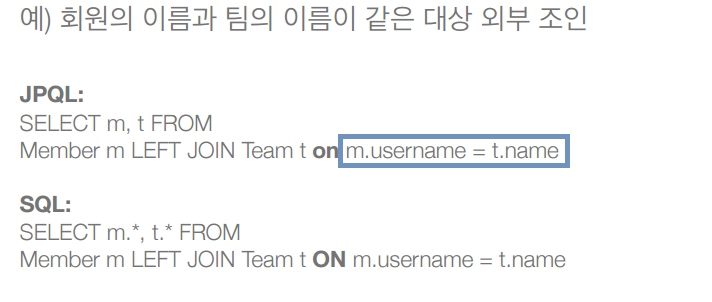 예) 회원의 이름과 팀의 이름이 같은 대상 외부 조인
JPQL:
SELECT m, t FROM
Member m LEFT JOIN Team t on m.username = t.name
SQL:
SELECT m.*, t.* FROM
Member m LEFT JOIN Team t ON m.username = t.name